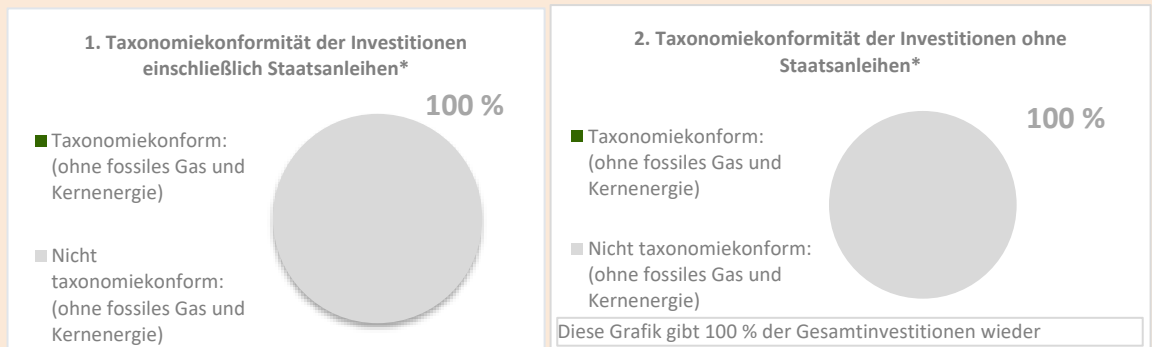 1. Taxonomiekonformität der Investitionen
einschließlich Staatsanleihen*
100 %
Taxonomiekonform:
(ohne fossiles Gas und
Kernenergie)
Nicht
taxonomiekonform:
(ohne fossiles Gas und
Kernenergie)
2. Taxonomiekonformität der Investitionen ohne
Staatsanleihen*
100 %
Taxonomiekonform:
(ohne fossiles Gas und
Kernenergie)
Nicht taxonomiekonform:
(ohne fossiles Gas und
Kernenergie)
Diese Grafik gibt 100 % der Gesamtinvestitionen wieder